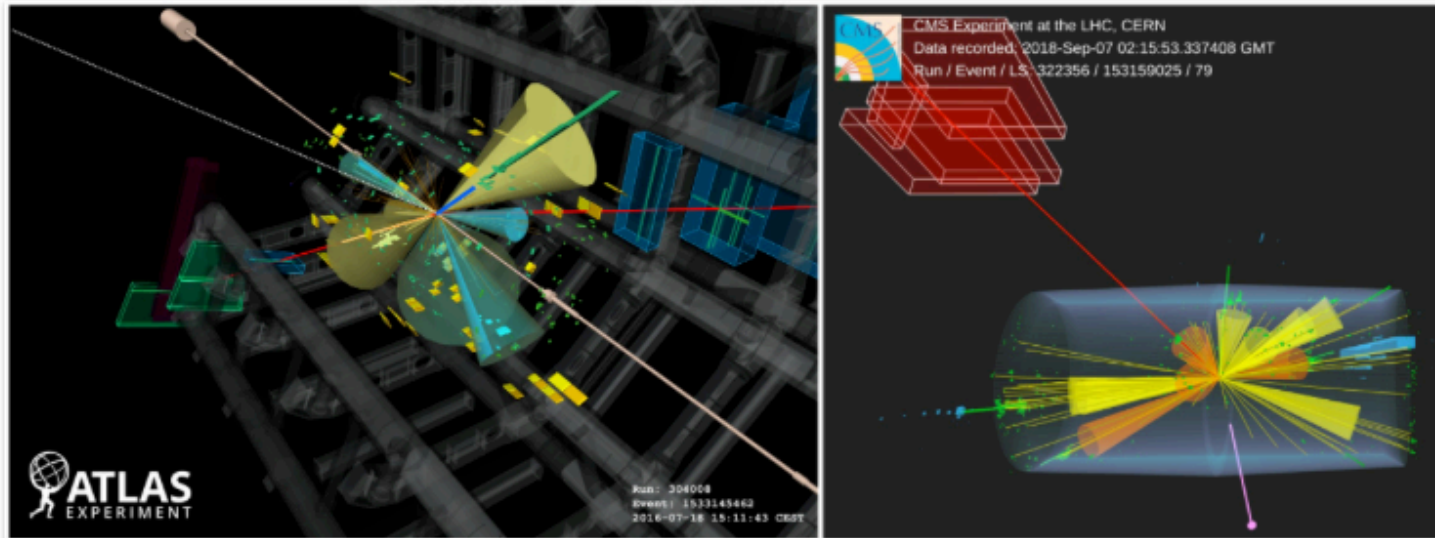 ATLAS
EXPERIMENT
Run: 304008
Event: 1533145462
2016-07-18 15:11:43 CEST
CMS
CMS Experiment at the LHC, CERN
Data recorded: 2018-Sep-07 02:15:53.337408 GMT
Run / Event / LS: 322356 / 153159025 / 79